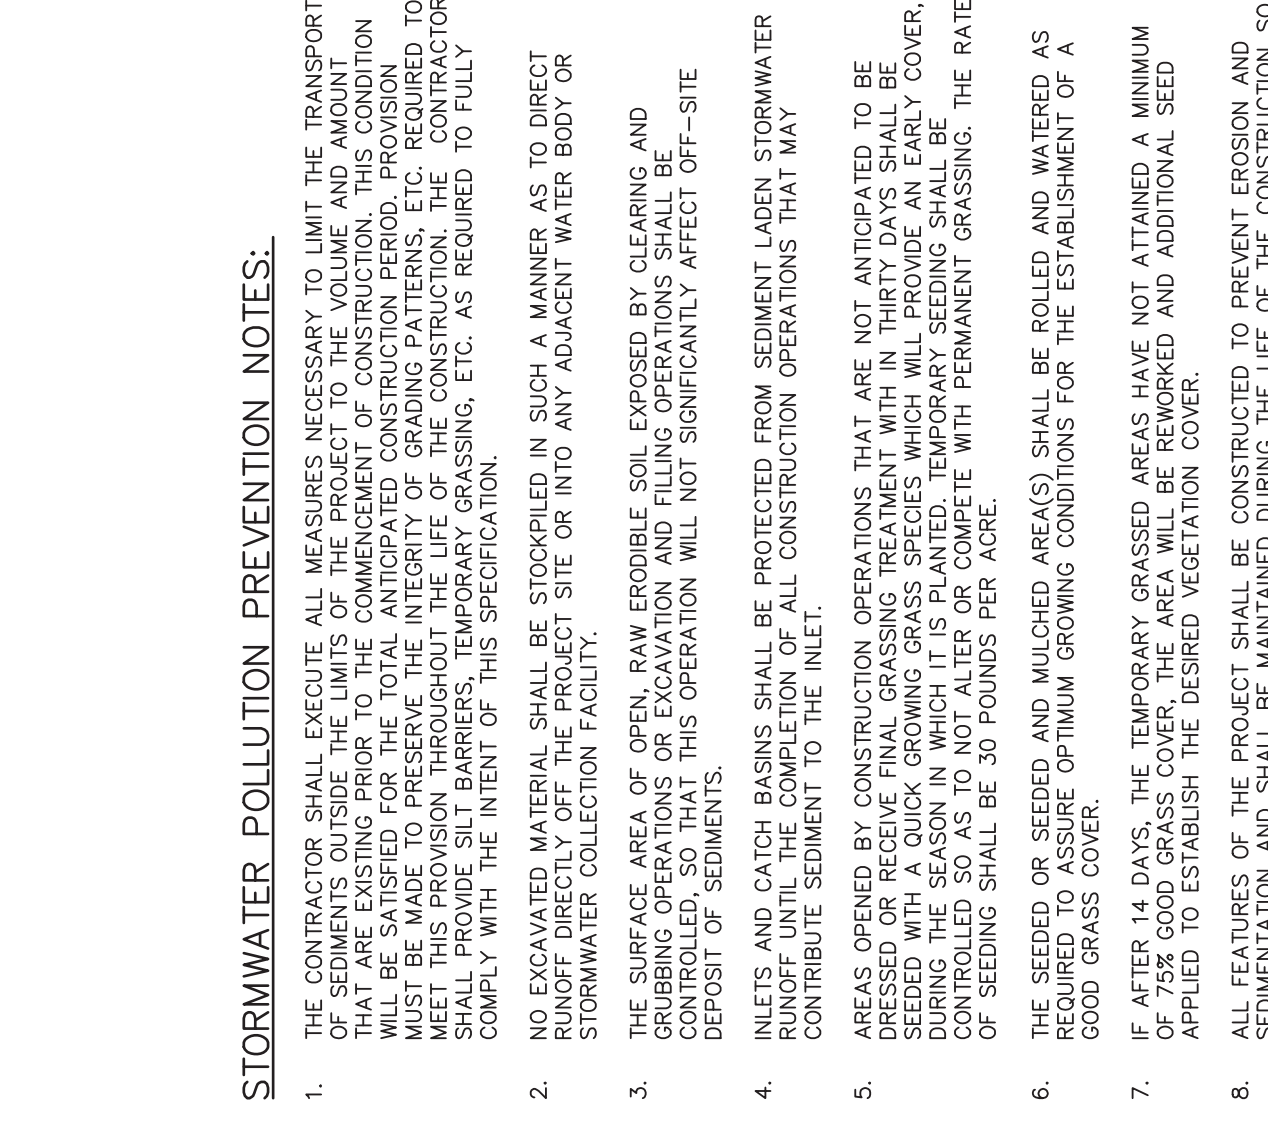 STORMWATER POLLUTION PREVENTION NOTES:
1. THE CONTRACTOR SHALL EXECUTE ALL MEASURES NECESSARY TO LIMIT THE TRANSPORT
OF SEDIMENTS OUTSIDE THE LIMITS OF THE PROJECT TO THE VOLUME AND AMOUNT
THAT ARE EXISTING PRIOR TO THE COMMENCEMENT OF CONSTRUCTION. THIS CONDITION
WILL BE SATISFIED FOR THE TOTAL ANTICIPATED CONSTRUCTION PERIOD. PROVISION
MUST BE MADE TO PRESERVE THE INTEGRITY OF GRADING PATTERNS, ETC. REQUIRED TO
MEET THIS PROVISION THROUGHOUT THE LIFE OF THE CONSTRUCTION. THE CONTRACTOR
SHALL PROVIDE SILT BARRIERS, TEMPORARY GRASSING, ETC. AS REQUIRED TO FULLY
COMPLY WITH THE INTENT OF THIS SPECIFICATION.
2. NO EXCAVATED MATERIAL SHALL BE STOCKPILED IN SUCH A MANNER AS TO DIRECT
RUNOFF DIRECTLY OFF THE PROJECT SITE OR INTO ANY ADJACENT WATER BODY OR
STORMWATER COLLECTION FACILITY.
3. THE SURFACE AREA OF OPEN, RAW ERODIBLE SOIL EXPOSED BY CLEARING AND
GRUBBING OPERATIONS OR EXCAVATION AND FILLING OPERATIONS SHALL BE
CONTROLLED, SO THAT THIS OPERATION WILL NOT SIGNIFICANTLY AFFECT OFF-SITE
DEPOSIT OF SEDIMENTS.
4. INLETS AND CATCH BASINS SHALL BE PROTECTED FROM SEDIMENT LADEN STORMWATER
RUNOFF UNTIL THE COMPLETION OF ALL CONSTRUCTION OPERATIONS THAT MAY
CONTRIBUTE SEDIMENT TO THE INLET.
5. AREAS OPENED BY CONSTRUCTION OPERATIONS THAT ARE NOT ANTICIPATED TO BE
DRESSED OR RECEIVE FINAL GRASSING TREATMENT WITH IN THIRTY DAYS SHALL BE
SEEDED WITH A QUICK GROWING GRASS SPECIES WHICH WILL PROVIDE AN EARLY COVER,
DURING THE SEASON IN WHICH IT IS PLANTED. TEMPORARY SEEDING SHALL BE
CONTROLLED SO AS TO NOT ALTER OR COMPETE WITH PERMANENT GRASSING. THE RATE
OF SEEDING SHALL BE 30 POUNDS PER ACRE.
6. THE SEEDED OR SEEDED AND MULCHED AREA(S) SHALL BE ROLLED AND WATERED AS
REQUIRED TO ASSURE OPTIMUM GROWING CONDITIONS FOR THE ESTABLISHMENT OF A
GOOD GRASS COVER.
7. IF AFTER 14 DAYS, THE TEMPORARY GRASSED AREAS HAVE NOT ATTAINED A MINIMUM
OF 75% GOOD GRASS COVER, THE AREA WILL BE REWORKED AND ADDITIONAL SEED
APPLIED TO ESTABLISH THE DESIRED VEGETATION COVER.
8. ALL FEATURES OF THE PROJECT SHALL BE CONSTRUCTED TO PREVENT EROSION AND
SEDIMENTATION AND SHALL BE MAINTAINED DURING THE LIFE OF THE CONSTRUCTION SO